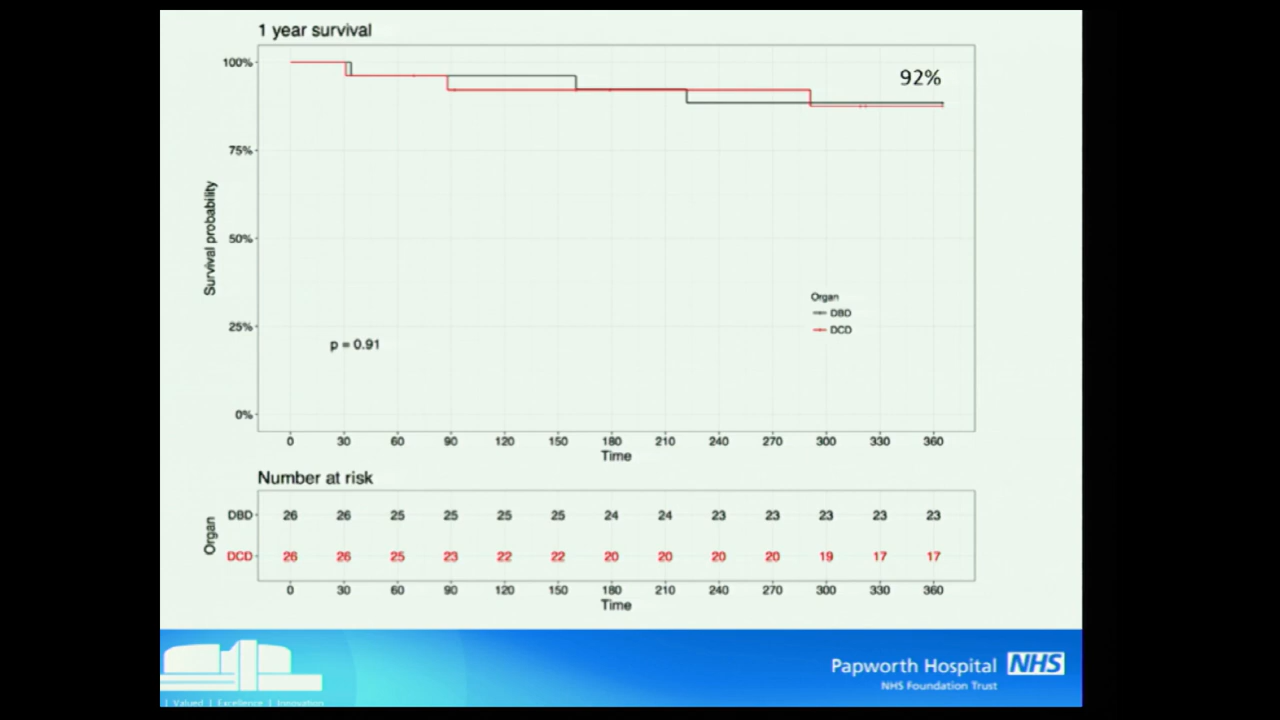 1 year survival
100%
92%
75%
50%
25%
0%
Survival probability
Organ
DBD
DCD
p = 0.91
0 30 60 90 120 150 180 210 240 270 300 330 360
Time
Number at risk
Organ
DBD 26 26 25 25 25 25 24 24 23 23 23 23 23
DCD 26 26 25 23 22 22 20 20 20 20 19 17 17
0 30 60 90 120 150 180 210 240 270 300 330 360
Time
Papworth Hospital NHS
NHS Foundation Trust
| Valued | Excellence | Innovation